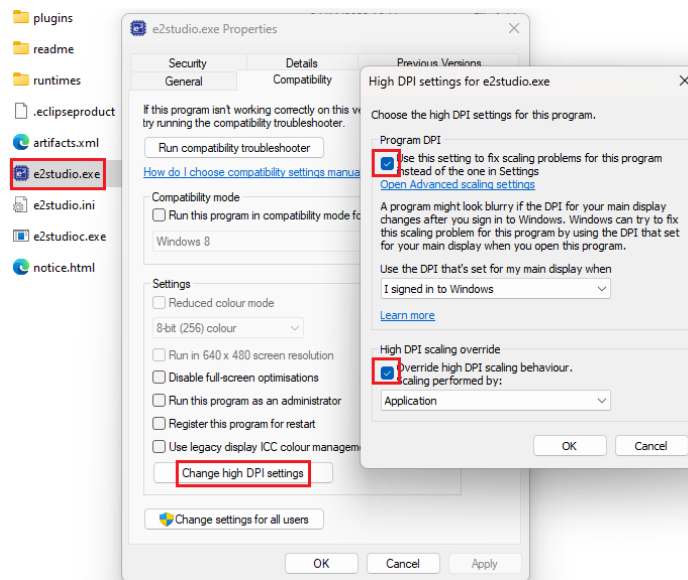 plugins
readme
runtimes
.eclipseproduct
artifacts.xml
e2studio.exe
e2studio.ini
e2studioc.exe
notice.html
e2studio.exe Properties
Security Details Previous Versions
General Compatibility
If this program isn't working correctly on this ve
try running the compatibility troubleshooter.
Run compatibility troubleshooter
How do I choose compatibility settings manua
Compatibility mode
Run this program in compatibility mode fo
Windows 8
Settings
Reduced colour mode
8-bit (256) colour
Run in 640 x 480 screen resolution
Disable full-screen optimisations
Run this program as an administrator
Register this program for restart
Use legacy display ICC colour managem
Change high DPI settings
Change settings for all users
OK Cancel Apply
High DPI settings for e2studio.exe
Choose the high DPI settings for this program.
Program DPI
Use this setting to fix scaling problems for this program
instead of the one in Settings
Open Advanced scaling settings
A program might look blurry if the DPI for your main display
changes after you sign in to Windows. Windows can try to fix
this scaling problem for this program by using the DPI that set
for your main display when you open this program.
Use the DPI that's set for my main display when
I signed in to Windows
Learn more
High DPI scaling override
Override high DPI scaling behaviour.
Scaling performed by:
Application
OK Cancel